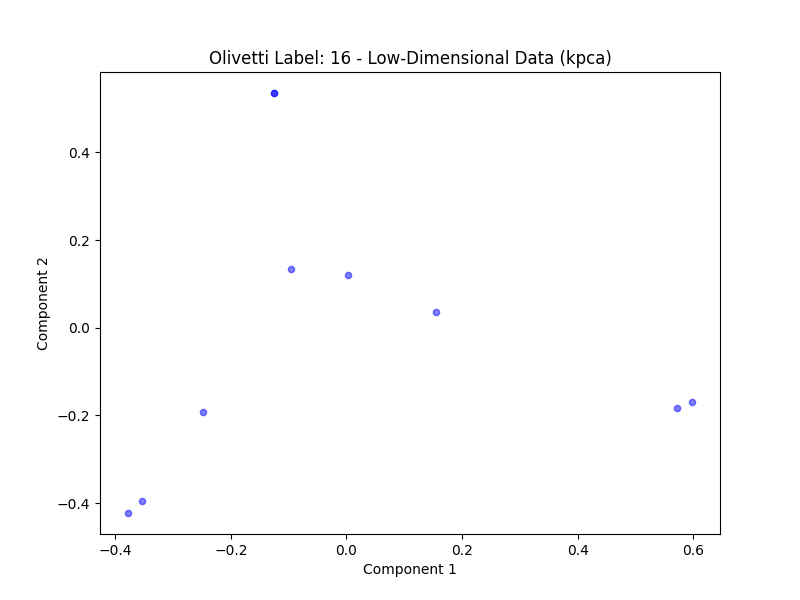 Olivetti Label: 16 - Low-Dimensional Data (kpca)
0.4
0.2
0.0
−0.2
−0.4
Component 2
−0.4 −0.2 0.0 0.2 0.4 0.6
Component 1